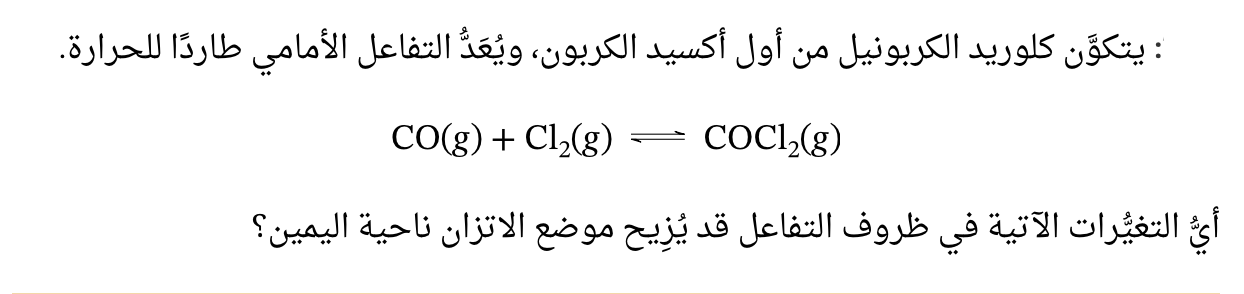 : يتكوَّن كلوريد الكربونيل من أول أكسيد الكربون، ويُعَدُّ التفاعل الأمامي طاردًا للحرارة.
CO(g) + Cl₂(g) ⇌ COCl₂(g)
أيُّ التغيُّرات الآتية في ظروف التفاعل قد يُزِيح موضع الاتزان ناحية اليمين؟